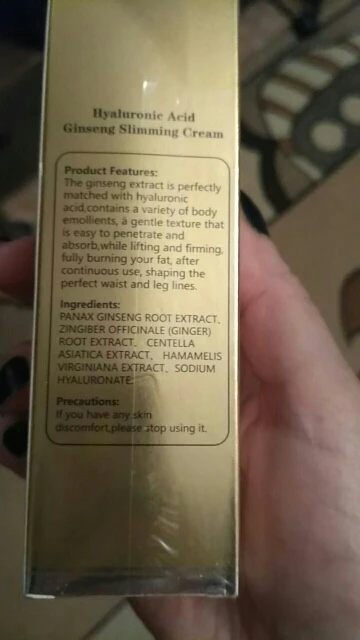 Hyaluronic Acid
Ginseng Slimming Cream
Product Features:
The ginseng extract is perfectly
matched with hyaluronic
acid,contains a variety of body
emollients, a gentle texture that
is easy to penetrate and
absorb,while lifting and firming,
fully burning your fat, after
continuous use, shaping the
perfect waist and leg lines.
Ingredients:
PANAX GINSENG ROOT EXTRACT、
ZINGIBER OFFICINALE (GINGER)
ROOT EXTRACT、 CENTELLA
ASIATICA EXTRACT、 HAMAMELIS
VIRGINIANA EXTRACT、SODIUM
HYALURONATE.
Precautions:
If you have any skin
discomfort,please stop using it.